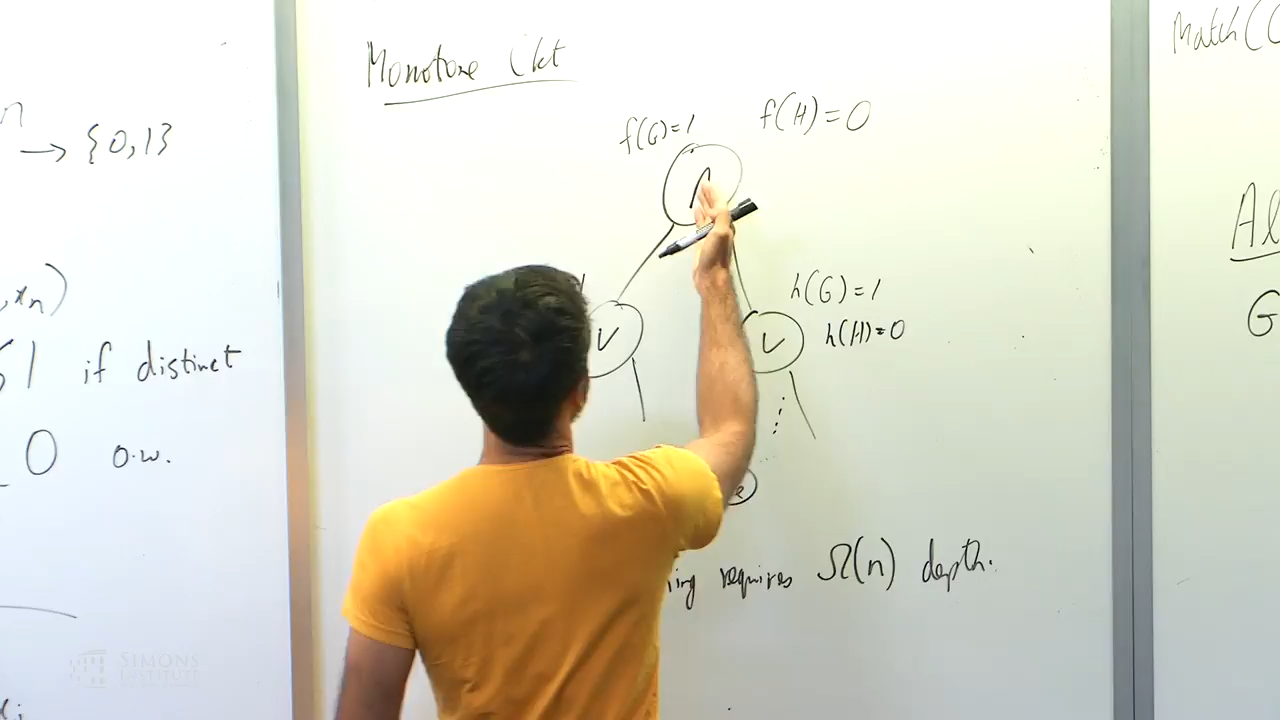 n
→ {0,1}
,xn)
1 if distinct
0 o.w.
Monotone Ckt
f(G)=1 f(H)=0
∧
h(G)=1
h(H)=0
V V
requires Ω(n) depth.
Match(
Al
G
SIMONS
INSTITUTE